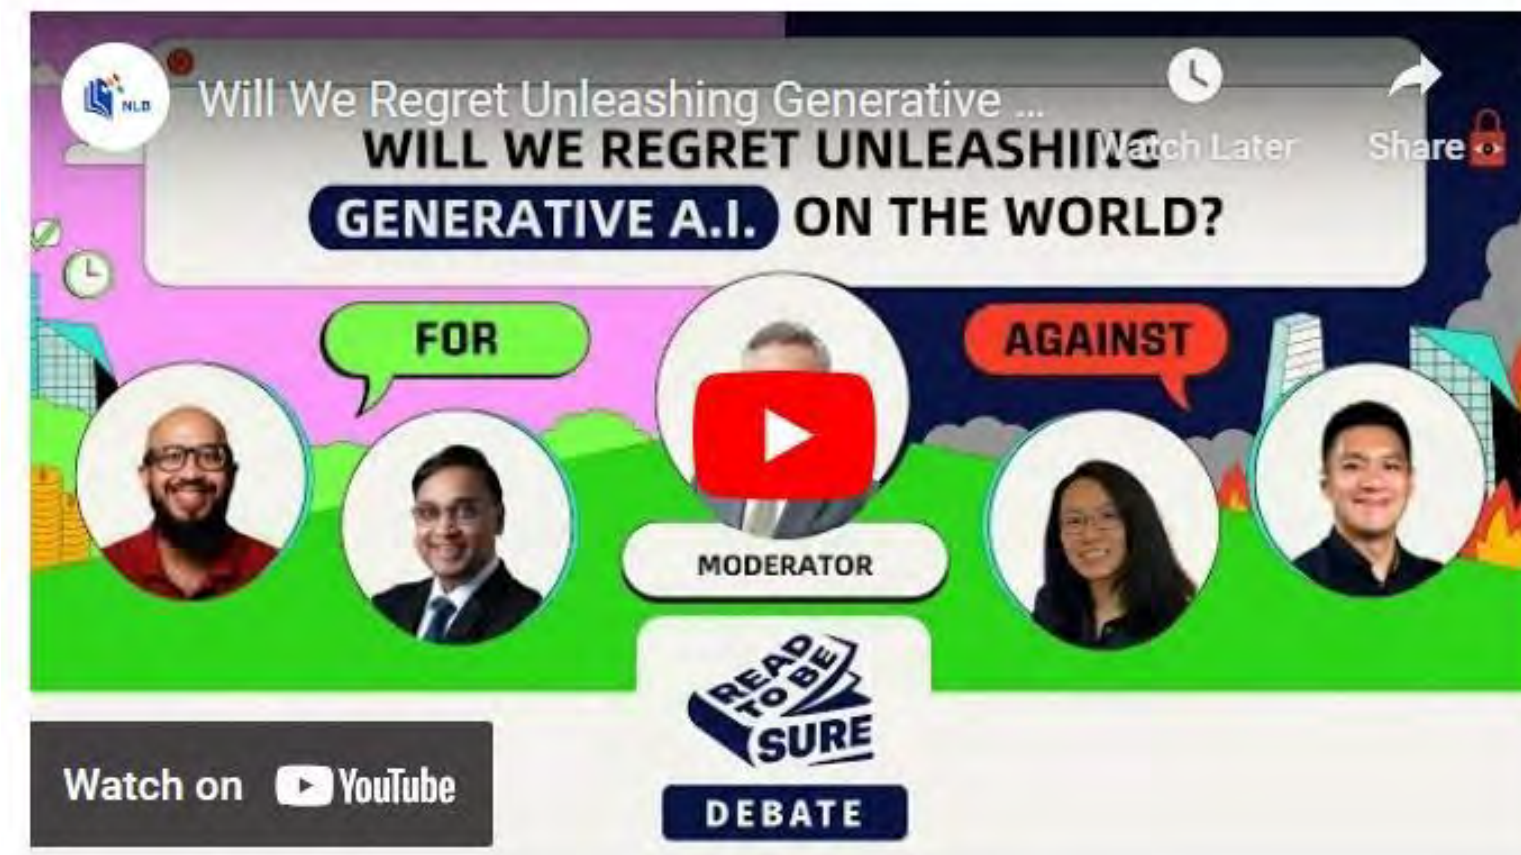 NLB
Will We Regret Unleashing Generative ...
Watch Later
Share
WILL WE REGRET UNLEASHING
GENERATIVE A.I. ON THE WORLD?
FOR
AGAINST
MODERATOR
READ
TO BE
SURE
DEBATE
Watch on YouTube